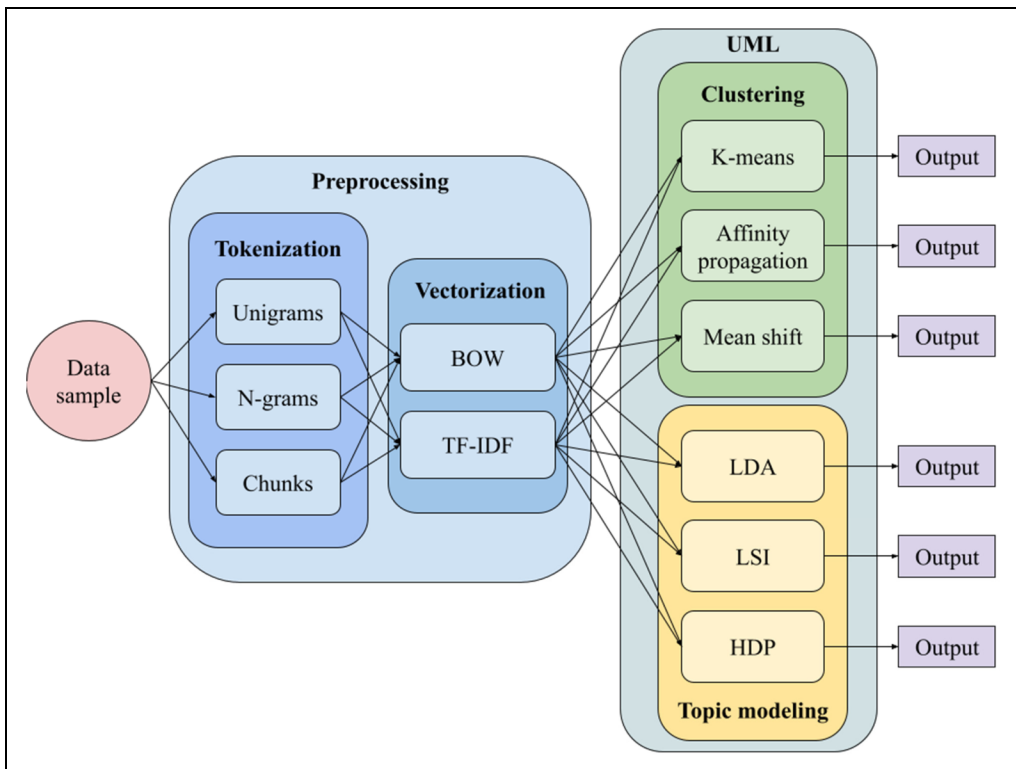 UML
Clustering
K-means
Output
Preprocessing
Affinity
propagation
Output
Tokenization
Vectorization
Unigrams
Mean shift
Output
BOW
Data
sample
N-grams
TF-IDF
LDA
Output
Chunks
LSI
Output
HDP
Output
Topic modeling